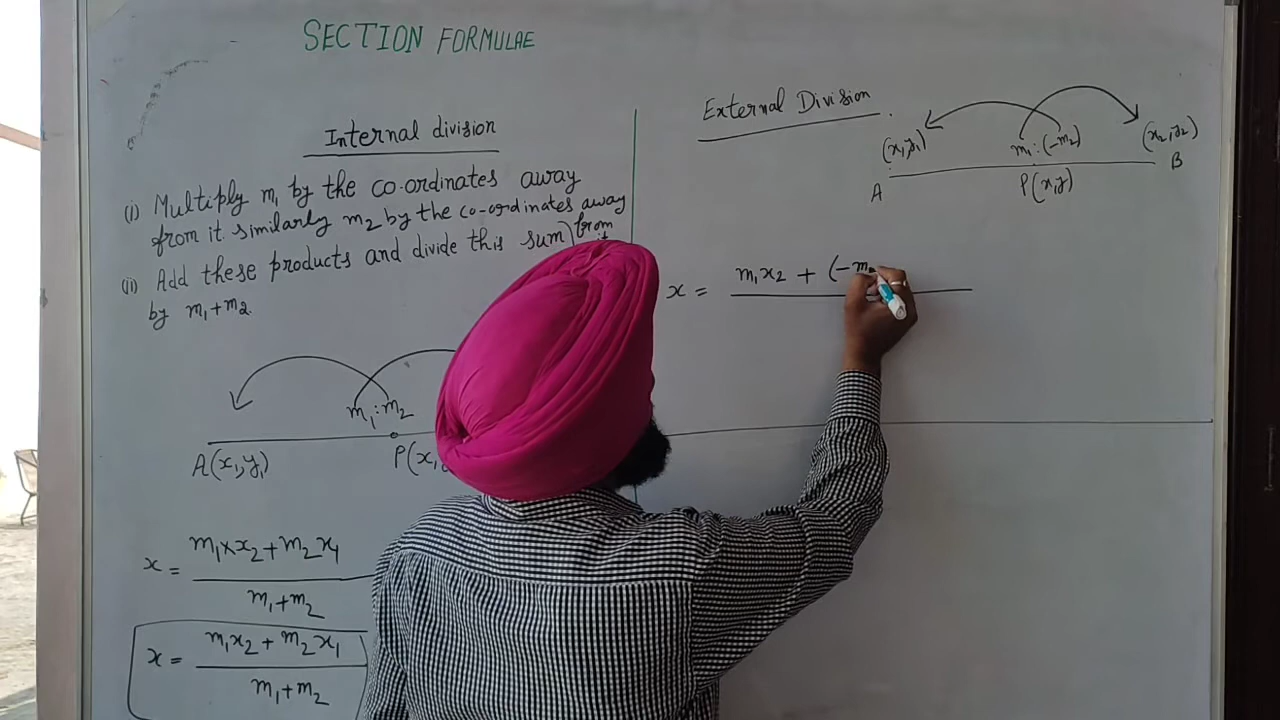 SECTION FORMULAE
Internal division
(i) Multiply m₁ by the co-ordinates away
from it. similarly m₂ by the co-ordinates away
from
(ii) Add these products and divide this sum
by m₁+m₂.
m₁:m₂
A(x₁,y₁) P(x,
x = m₁×x₂+m₂x₁
m₁+m₂
x = m₁x₂+m₂x₁
m₁+m₂
External Division.
(x₁,y₁) m₁:(-m₂) (x₂,y₂)
A P(x,y) B
x = m₁x₂ + (-m